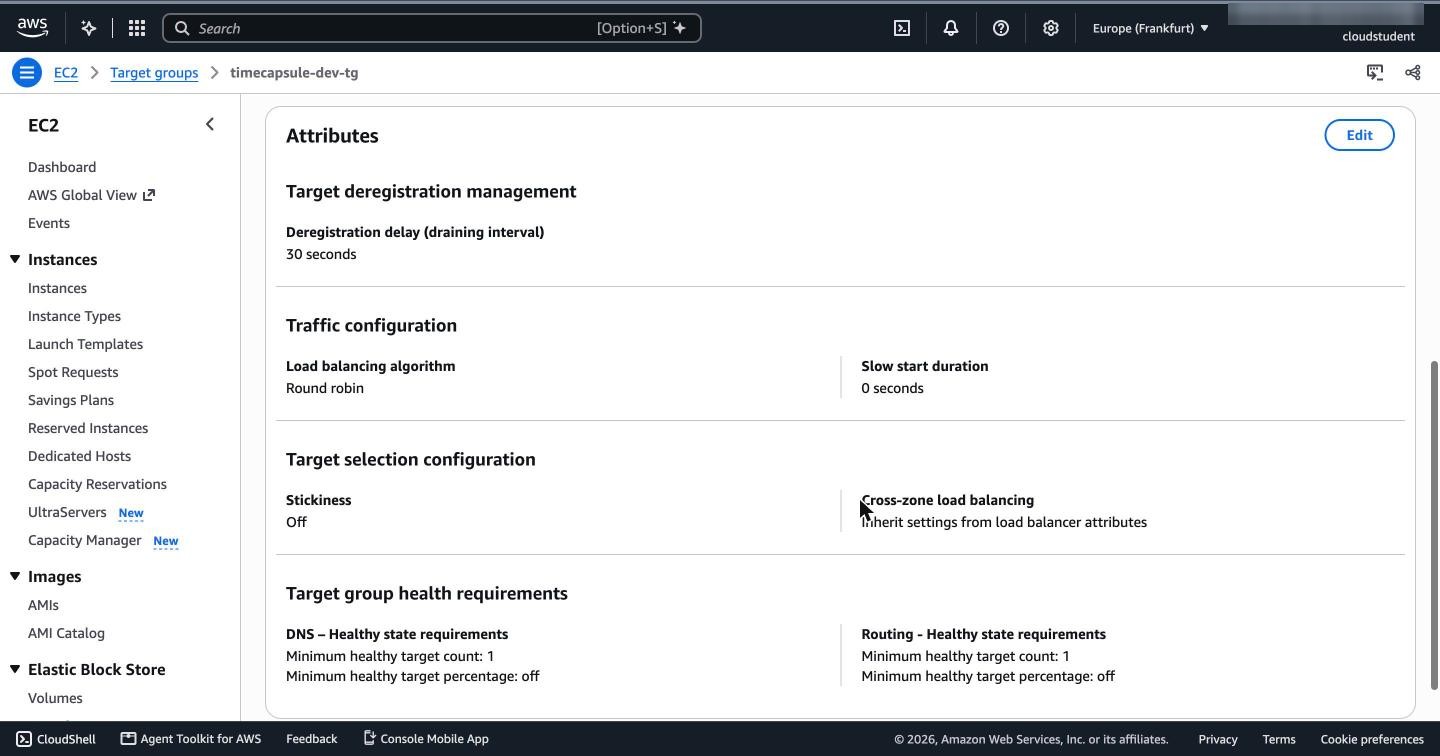 aws
Search
[Option+S]
Europe (Frankfurt)
cloudstudent
EC2
Target groups
timecapsule-dev-tg
EC2
Dashboard
AWS Global View
Events
Instances
Instances
Instance Types
Launch Templates
Spot Requests
Savings Plans
Reserved Instances
Dedicated Hosts
Capacity Reservations
UltraServers New
Capacity Manager New
Images
AMIs
AMI Catalog
Elastic Block Store
Volumes
Attributes
Edit
Target deregistration management
Deregistration delay (draining interval)
30 seconds
Traffic configuration
Load balancing algorithm
Round robin
Slow start duration
0 seconds
Target selection configuration
Stickiness
Off
Cross-zone load balancing
Inherit settings from load balancer attributes
Target group health requirements
DNS – Healthy state requirements
Minimum healthy target count: 1
Minimum healthy target percentage: off
Routing - Healthy state requirements
Minimum healthy target count: 1
Minimum healthy target percentage: off
CloudShell
Agent Toolkit for AWS
Feedback
Console Mobile App
© 2026, Amazon Web Services, Inc. or its affiliates.
Privacy
Terms
Cookie preferences